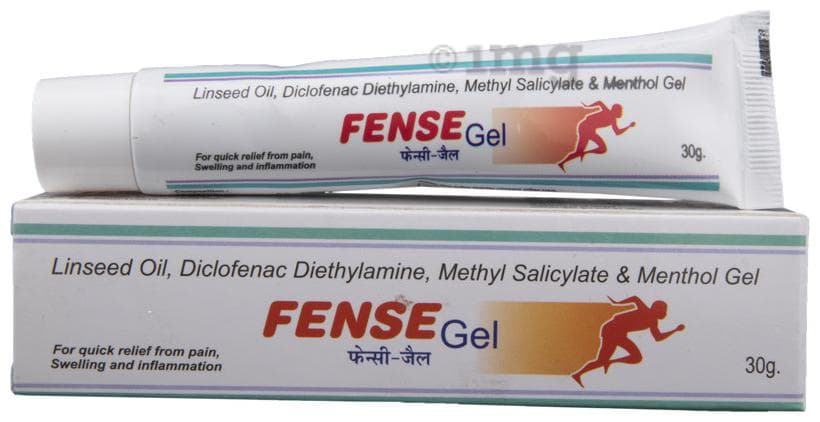 © 1mg
Linseed Oil, Diclofenac Diethylamine, Methyl Salicylate & Menthol Gel
FENSE Gel
फेन्सी-जैल
For quick relief from pain,
Swelling and inflammation
30g.
Linseed Oil, Diclofenac Diethylamine, Methyl Salicylate & Menthol Gel
FENSE Gel
फेन्सी-जैल
For quick relief from pain,
Swelling and inflammation
30g.